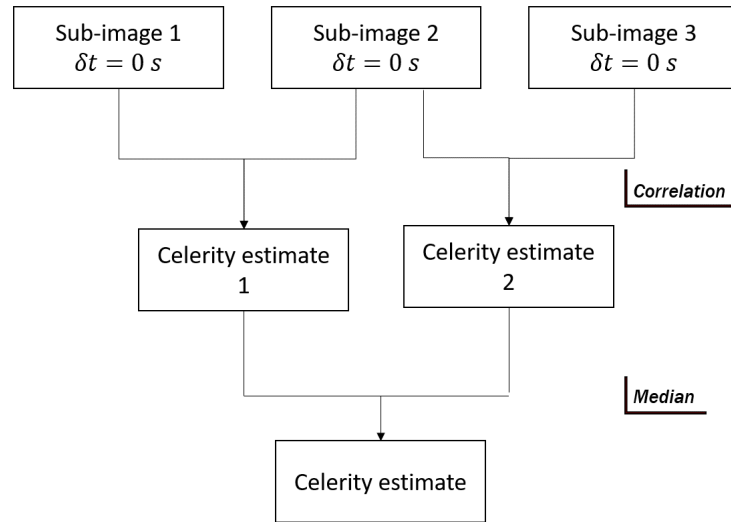 Sub-image 1
δt = 0 s
Sub-image 2
δt = 0 s
Sub-image 3
δt = 0 s
Correlation
Celerity estimate
1
Celerity estimate
2
Median
Celerity estimate